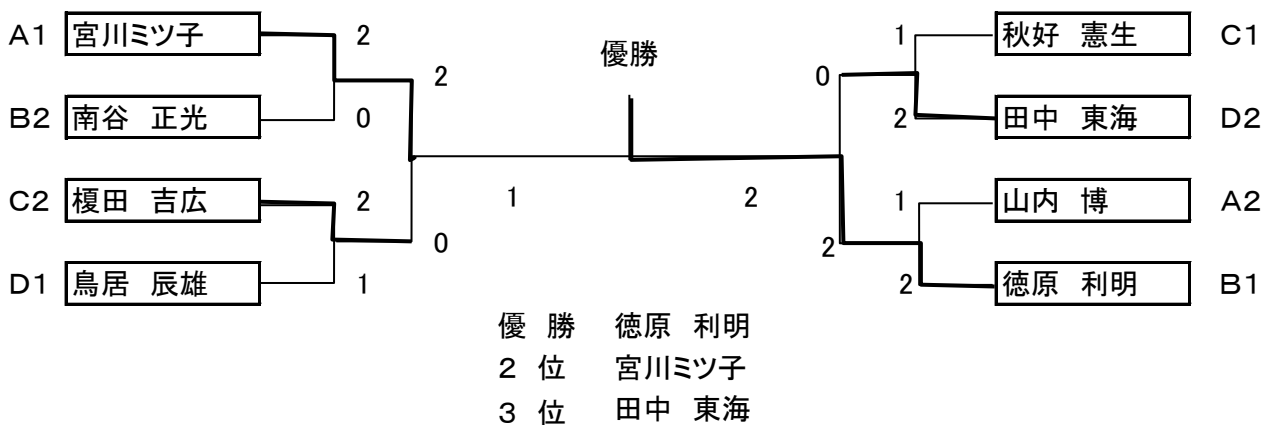 A1 宮川ミツ子 2
B2 南谷 正光 0
2
C2 榎田 吉広 2
D1 鳥居 辰雄 1
0
優勝
1
2
1 秋好 憲生 C1
2 田中 東海 D2
0
1 山内 博 A2
2 徳原 利明 B1
2
優 勝 徳原 利明
2 位 宮川ミツ子
3 位 田中 東海